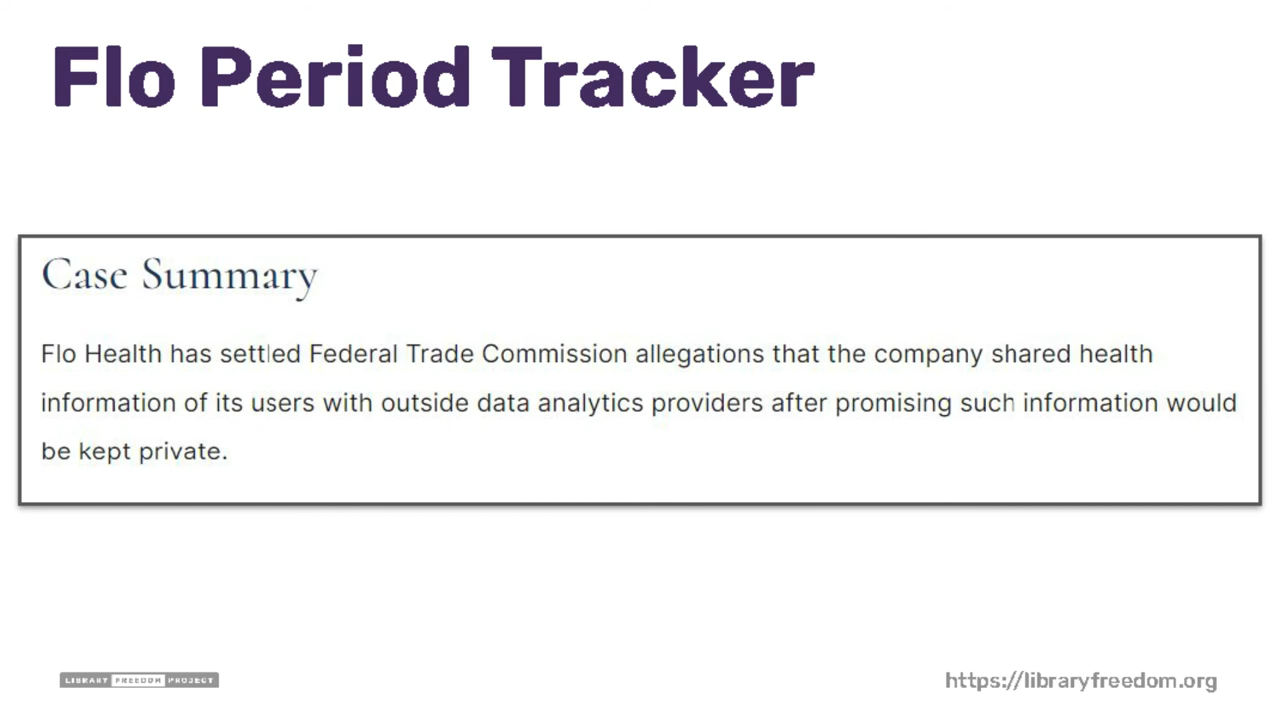 Flo Period Tracker
Case Summary
Flo Health has settled Federal Trade Commission allegations that the company shared health
information of its users with outside data analytics providers after promising such information would
be kept private.
LIBRARY FREEDOM PROJECT
https://libraryfreedom.org